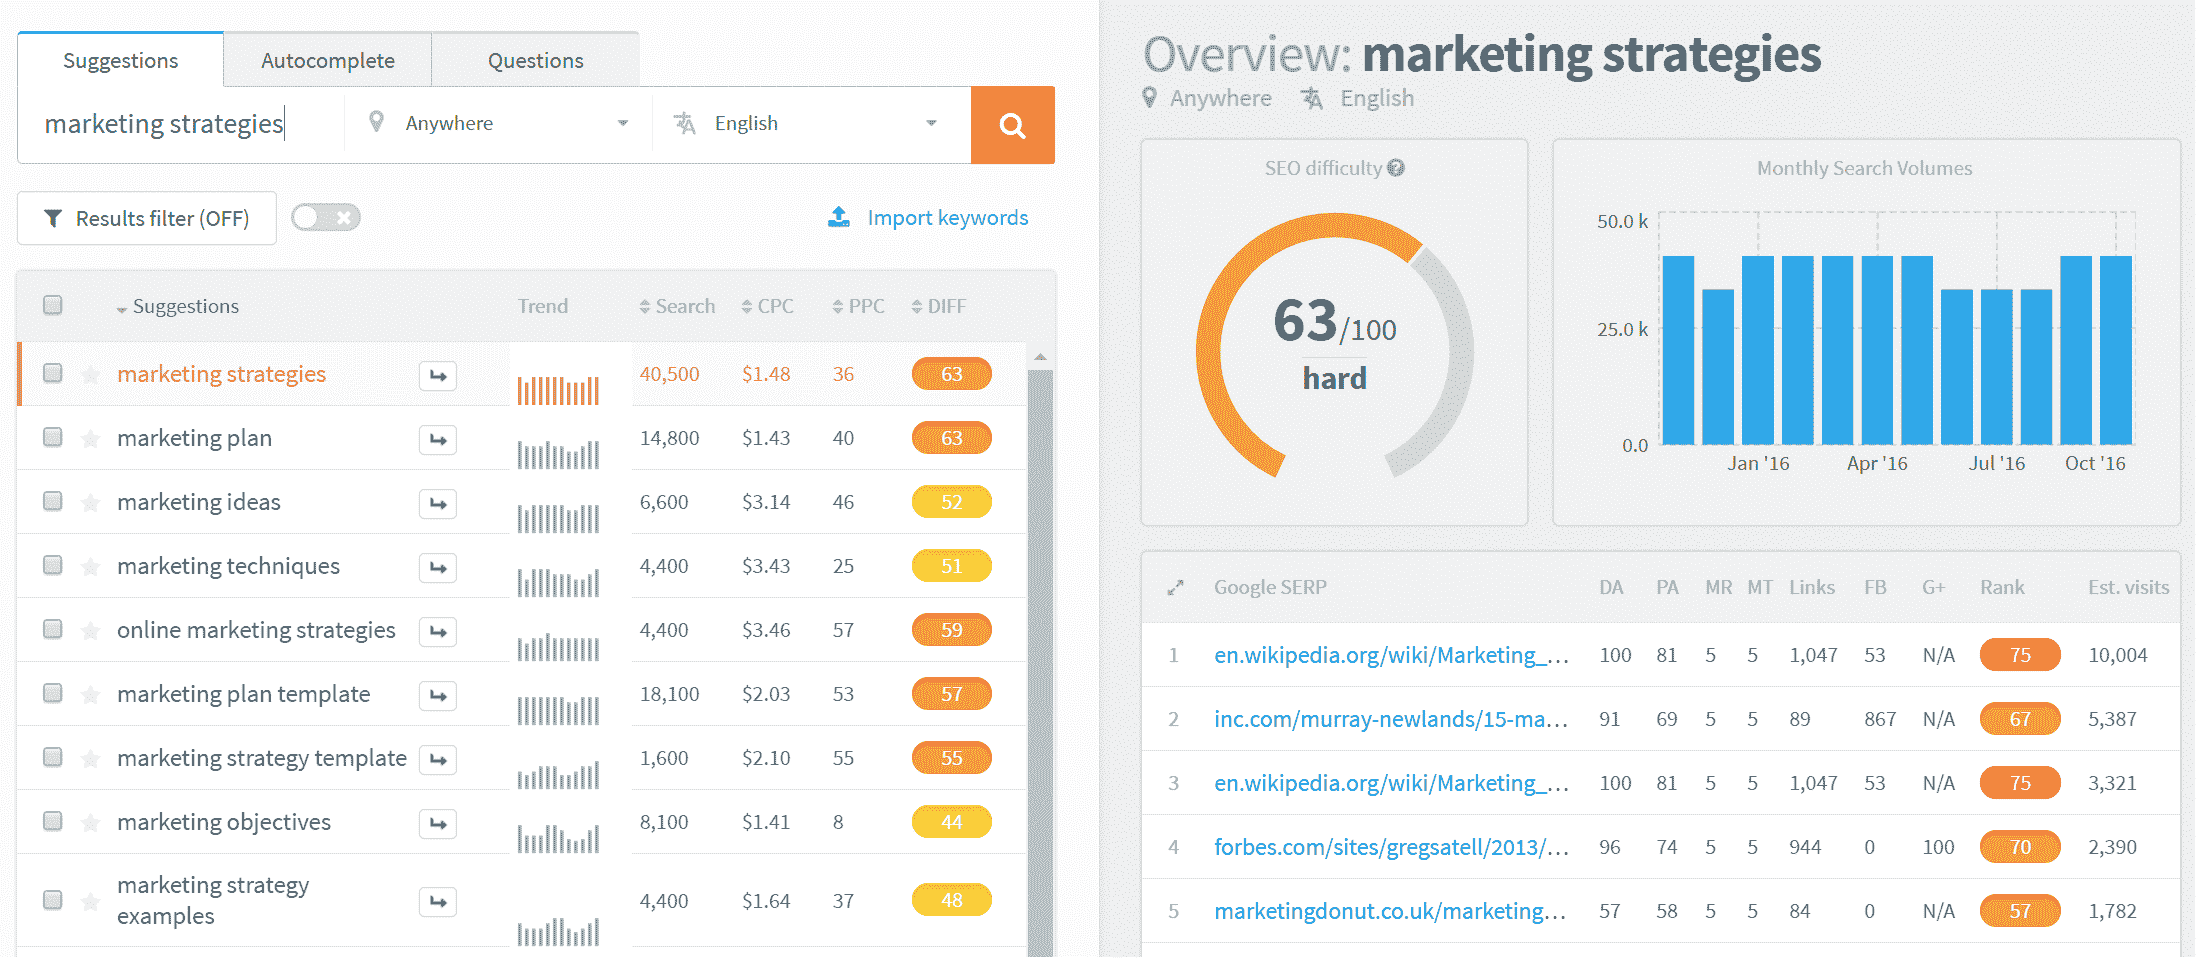 Suggestions Autocomplete Questions
marketing strategies Anywhere English
Results filter (OFF) Import keywords
Suggestions Trend Search CPC PPC DIFF
marketing strategies 40,500 $1.48 36 63
marketing plan 14,800 $1.43 40 63
marketing ideas 6,600 $3.14 46 52
marketing techniques 4,400 $3.43 25 51
online marketing strategies 4,400 $3.46 57 59
marketing plan template 18,100 $2.03 53 57
marketing strategy template 1,600 $2.10 55 55
marketing objectives 8,100 $1.41 8 44
marketing strategy
examples 4,400 $1.64 37 48
Overview: marketing strategies
Anywhere English
SEO difficulty ?
63/100
hard
Monthly Search Volumes
50.0 k
25.0 k
0.0
Jan '16 Apr '16 Jul '16 Oct '16
Google SERP DA PA MR MT Links FB G+ Rank Est. visits
1 en.wikipedia.org/wiki/Marketing_... 100 81 5 5 1,047 53 N/A 75 10,004
2 inc.com/murray-newlands/15-ma... 91 69 5 5 89 867 N/A 67 5,387
3 en.wikipedia.org/wiki/Marketing_... 100 81 5 5 1,047 53 N/A 75 3,321
4 forbes.com/sites/gregsatell/2013/... 96 74 5 5 944 0 100 70 2,390
5 marketingdonut.co.uk/marketing... 57 58 5 5 84 0 N/A 57 1,782